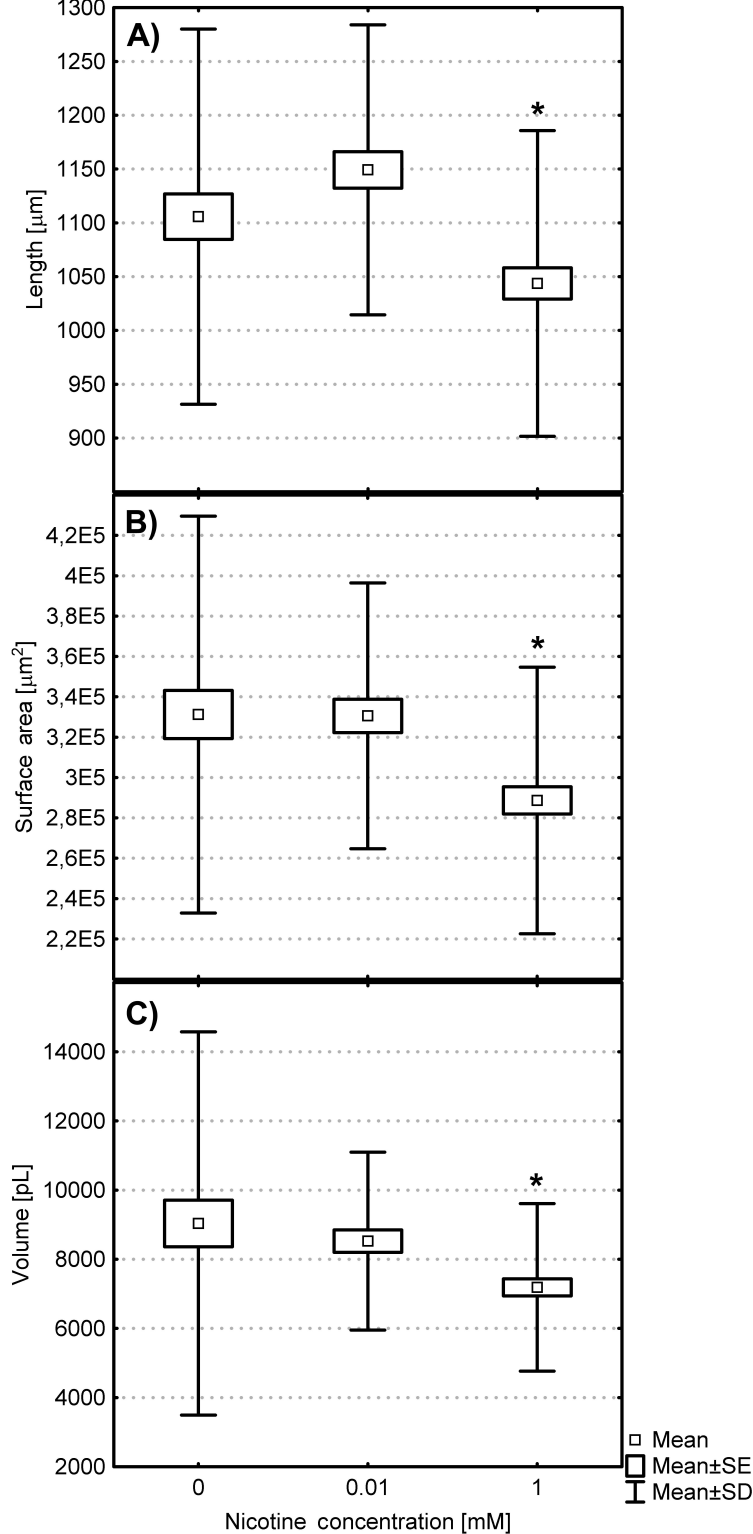 A)
Length [μm]
1300
1250
1200
1150
1100
1050
1000
950
900
*
B)
Surface area [μm²]
4,2E5
4E5
3,8E5
3,6E5
3,4E5
3,2E5
3E5
2,8E5
2,6E5
2,4E5
2,2E5
*
C)
Volume [pL]
14000
12000
10000
8000
6000
4000
2000
*
0 0.01 1
Nicotine concentration [mM]
Mean
Mean±SE
Mean±SD